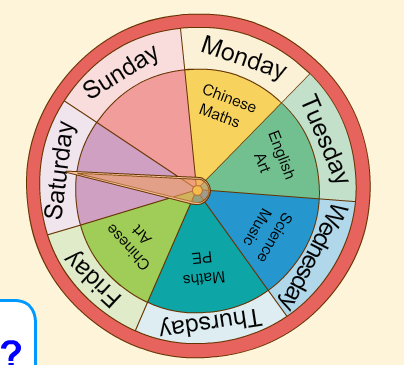 Sunday
Monday
Chinese
Maths
Tuesday
English
Art
Wednesday
Science
Music
Thursday
Maths
PE
Friday
Chinese
Art
Saturday
?